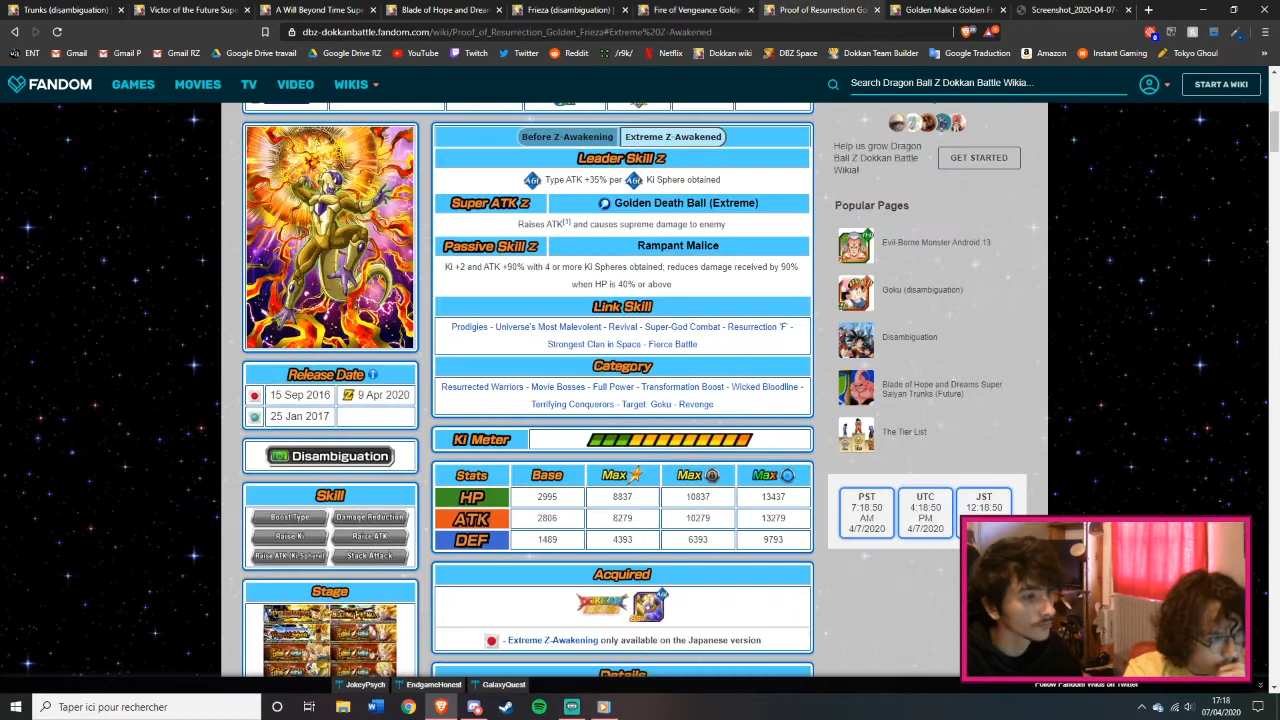 Trunks (disambiguation)
Victor of the Future Super
A Will Beyond Time Super
Blade of Hope and Dream
Frieza (disambiguation)
Fire of Vengeance Golden
Proof of Resurrection Go
Golden Malice Golden Fr
Screenshot_2020-04-07-
dbz-dokkanbattle.fandom.com/wiki/Proof_of_Resurrection_Golden_Frieza#Extreme%20Z-Awakened
ENT
Gmail
Gmail P
Gmail RZ
Google Drive travail
Google Drive RZ
YouTube
Twitch
Twitter
Reddit
/r9k/
Netflix
Dokkan wiki
DBZ Space
Dokkan Team Builder
Google Traduction
Amazon
Instant Gaming
Tokyo Ghoul
FANDOM
GAMES
MOVIES
TV
VIDEO
WIKIS
Search Dragon Ball Z Dokkan Battle Wikia...
START A WIKI
Before Z-Awakening
Extreme Z-Awakened
Leader Skill Z
AGL Type ATK +35% per AGL Ki Sphere obtained
Super ATK Z
Golden Death Ball (Extreme)
Raises ATK[1] and causes supreme damage to enemy
Passive Skill Z
Rampant Malice
Ki +2 and ATK +90% with 4 or more Ki Spheres obtained; reduces damage received by 90%
when HP is 40% or above
Link Skill
Prodigies - Universe's Most Malevolent - Revival - Super-God Combat - Resurrection 'F' -
Strongest Clan in Space - Fierce Battle
Category
Resurrected Warriors - Movie Bosses - Full Power - Transformation Boost - Wicked Bloodline -
Terrifying Conquerors - Target: Goku - Revenge
Ki Meter
Stats
Base
Max
Max
Max
HP
2995
8837
10837
13437
ATK
2806
8279
10279
13279
DEF
1489
4393
6393
9793
Acquired
- Extreme Z-Awakening only available on the Japanese version
Details
Release Date
15 Sep 2016
Z 9 Apr 2020
25 Jan 2017
Disambiguation
Skill
Boost Type
Damage Reduction
Raise Ki
Raise ATK
Raise ATK (Ki Sphere)
Stack Attack
Stage
Help us grow Dragon
Ball Z Dokkan Battle
Wikia!
GET STARTED
Popular Pages
Evil-Borne Monster Android 13
Goku (disambiguation)
Disambiguation
Blade of Hope and Dreams Super
Saiyan Trunks (Future)
The Tier List
PST
7:18:50
AM
4/7/2020
UTC
4:18:50
PM
4/7/2020
JST
12:18:50
Follow Fandom Wikis on Twitter
JokeyPsych
EndgameHonest
GalaxyQuest
Taper ici pour rechercher
17:18
07/04/2020